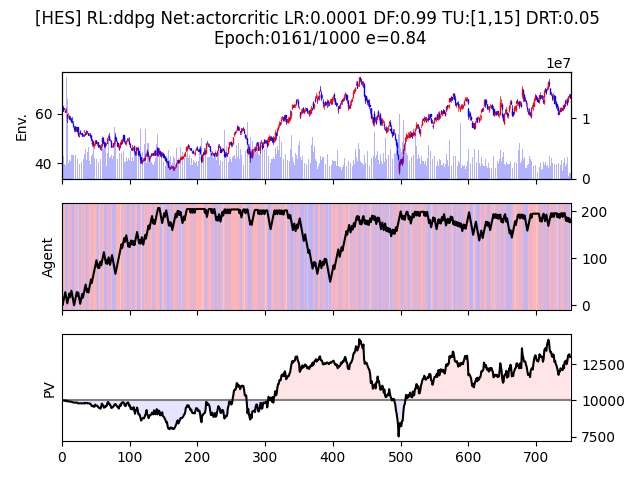 [HES] RL:ddpg Net:actorcritic LR:0.0001 DF:0.99 TU:[1,15] DRT:0.05
Epoch:0161/1000 e=0.84
1e7
Env.
60
40
1
0
Agent
200
100
0
PV
12500
10000
7500
0 100 200 300 400 500 600 700